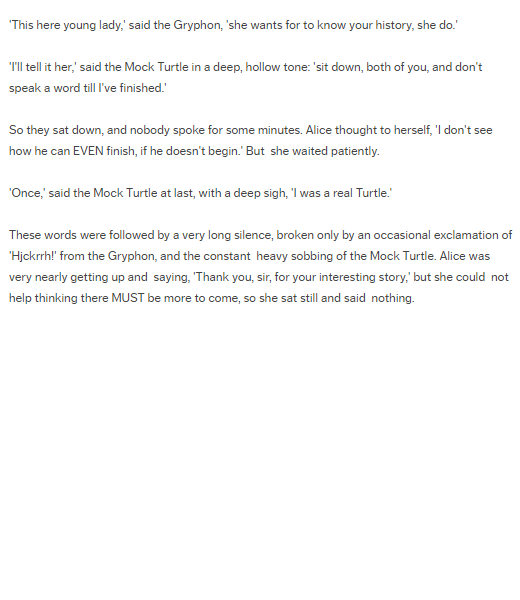 'This here young lady,' said the Gryphon, 'she wants for to know your history, she do.'
'I'll tell it her,' said the Mock Turtle in a deep, hollow tone: 'sit down, both of you, and don't
speak a word till I've finished.'
So they sat down, and nobody spoke for some minutes. Alice thought to herself, 'I don't see
how he can EVEN finish, if he doesn't begin.' But  she waited patiently.
'Once,' said the Mock Turtle at last, with a deep sigh, 'I was a real Turtle.'
These words were followed by a very long silence, broken only by an occasional exclamation of
'Hjckrrh!' from the Gryphon, and the constant  heavy sobbing of the Mock Turtle. Alice was
very nearly getting up and  saying, 'Thank you, sir, for your interesting story,' but she could  not
help thinking there MUST be more to come, so she sat still and said  nothing.